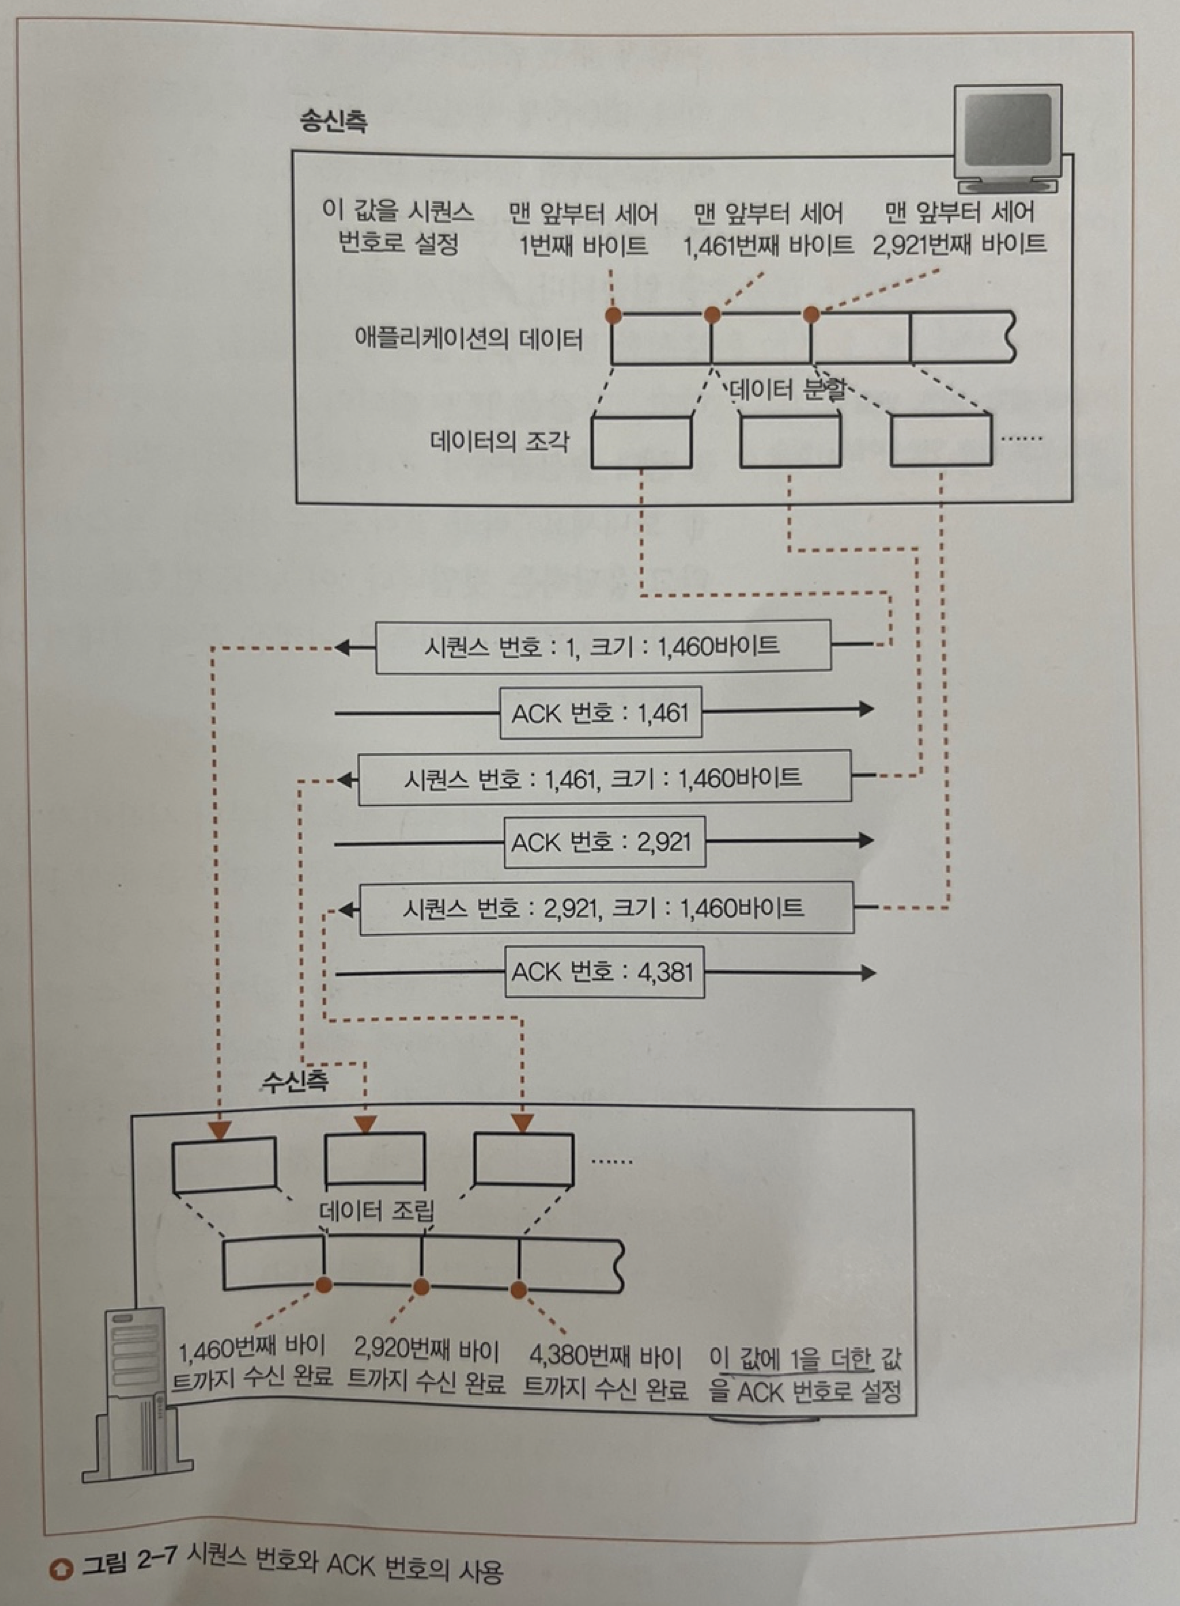 송신측
이 값을 시퀀스
번호로 설정
맨 앞부터 세어
1번째 바이트
맨 앞부터 세어
1,461번째 바이트
맨 앞부터 세어
2,921번째 바이트
애플리케이션의 데이터
데이터 분할
데이터의 조각
......
시퀀스 번호 : 1, 크기 : 1,460바이트
ACK 번호 : 1,461
시퀀스 번호 : 1,461, 크기 : 1,460바이트
ACK 번호 : 2,921
시퀀스 번호 : 2,921, 크기 : 1,460바이트
ACK 번호 : 4,381
수신측
......
데이터 조립
1,460번째 바이
트까지 수신 완료
2,920번째 바이
트까지 수신 완료
4,380번째 바이
트까지 수신 완료
이 값에 1을 더한 값
을 ACK 번호로 설정
그림 2-7 시퀀스 번호와 ACK 번호의 사용